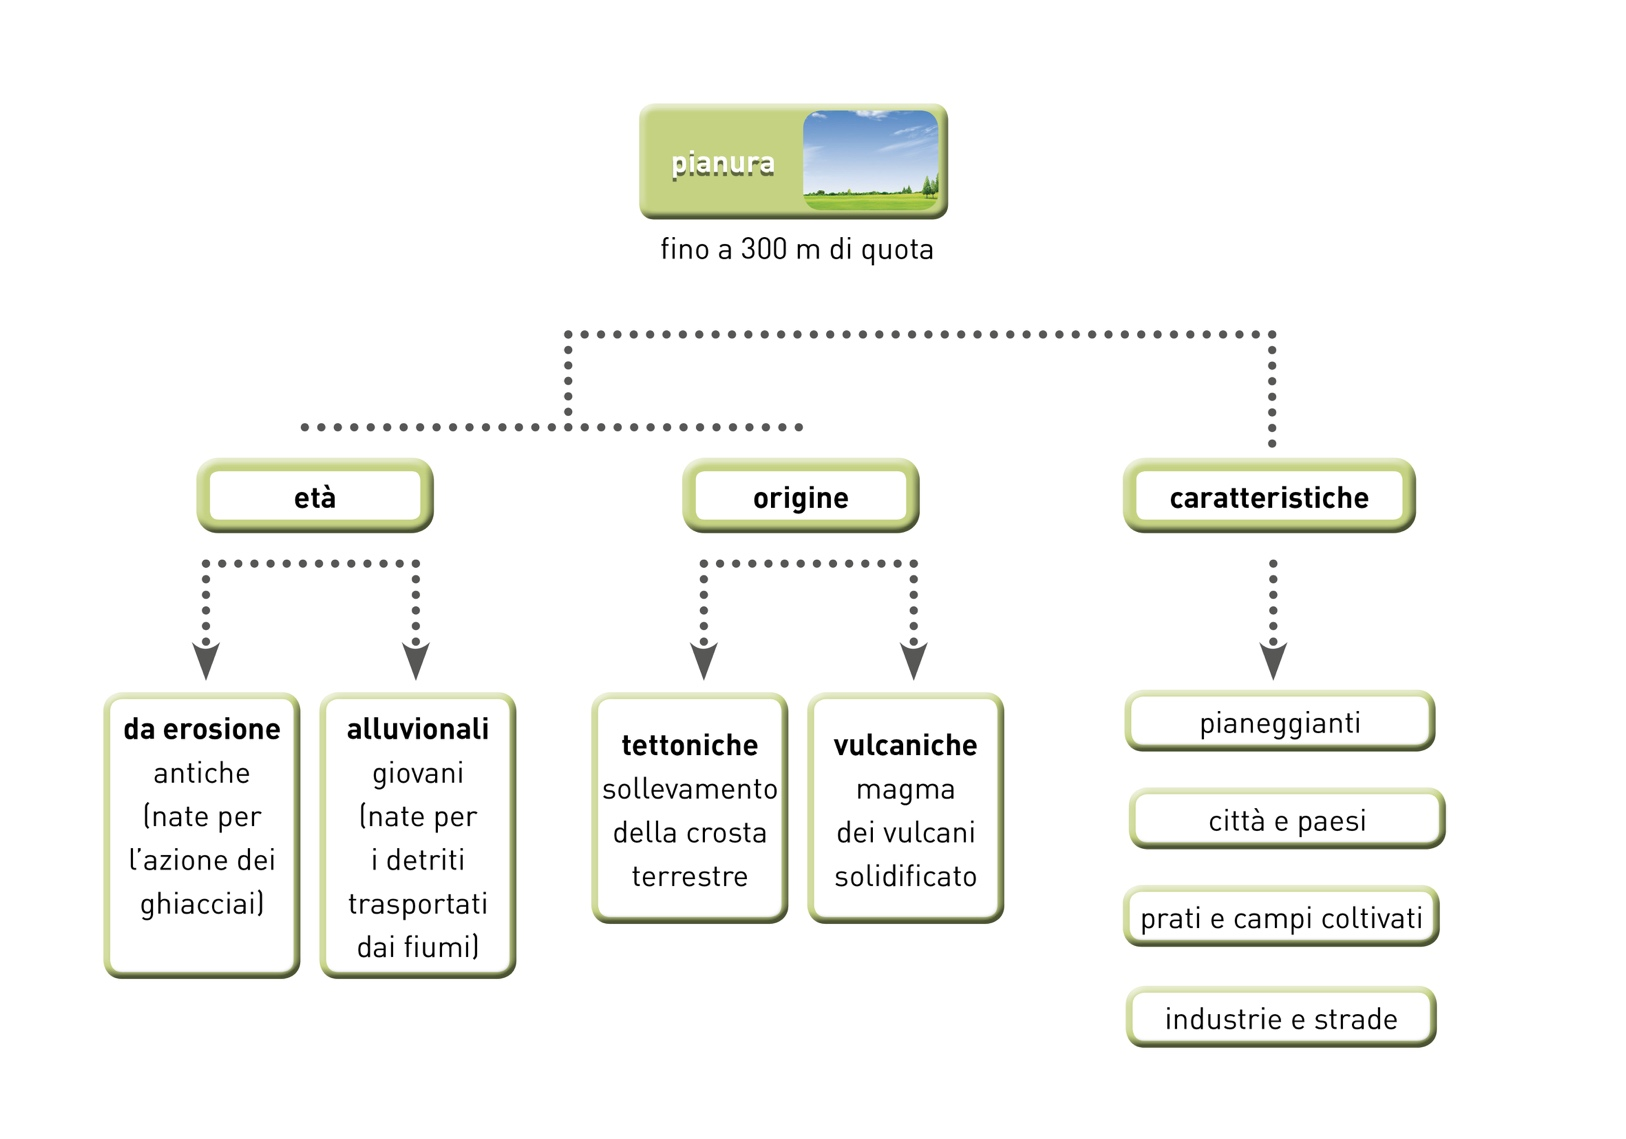 pianura
fino a 300 m di quota
età
origine
caratteristiche
da erosione
antiche
(nate per
l'azione dei
ghiacciai)
alluvionali
giovani
(nate per
i detriti
trasportati
dai fiumi)
tettoniche
sollevamento
della crosta
terrestre
vulcaniche
magma
dei vulcani
solidificato
pianeggianti
città e paesi
prati e campi coltivati
industrie e strade